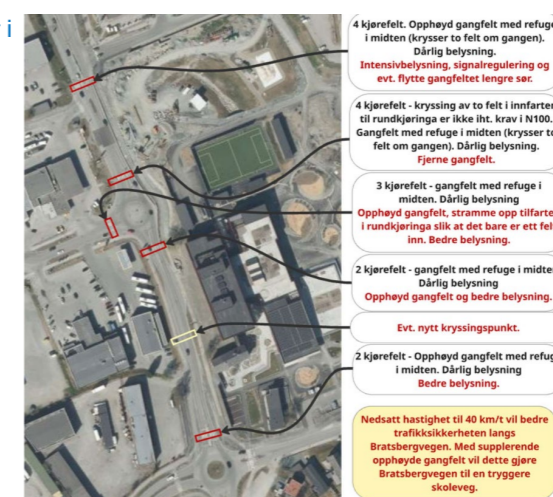 r i
4 kjørefelt. Opphøyd gangfelt med refuge
i midten (krysser to felt om gangen).
Dårlig belysning.
Intensivbelysning, signalregulering og
evt. flytte gangfeltet lengre sør.
4 kjørefelt - kryssing av to felt i innfarten
til rundkjøringa er ikke iht. krav i N100.
Gangfelt med refuge i midten (krysser to
felt om gangen). Dårlig belysning.
Fjerne gangfelt.
3 kjørefelt - gangfelt med refuge i
midten. Dårlig belysning
Opphøyd gangfelt, stramme opp tilfarten
i rundkjøringa slik at det bare er ett felt
inn. Bedre belysning.
2 kjørefelt - gangfelt med refuge i midten
Dårlig belysning
Opphøyd gangfelt og bedre belysning.
Evt. nytt kryssingspunkt.
2 kjørefelt - Opphøyd gangfelt med refuge
i midten. Dårlig belysning
Bedre belysning.
Nedsatt hastighet til 40 km/t vil bedre
trafikksikkerheten langs
Bratsbergvegen. Med supplerende
opphøyde gangfelt vil dette gjøre
Bratsbergvegen til en tryggere
skoleveg.